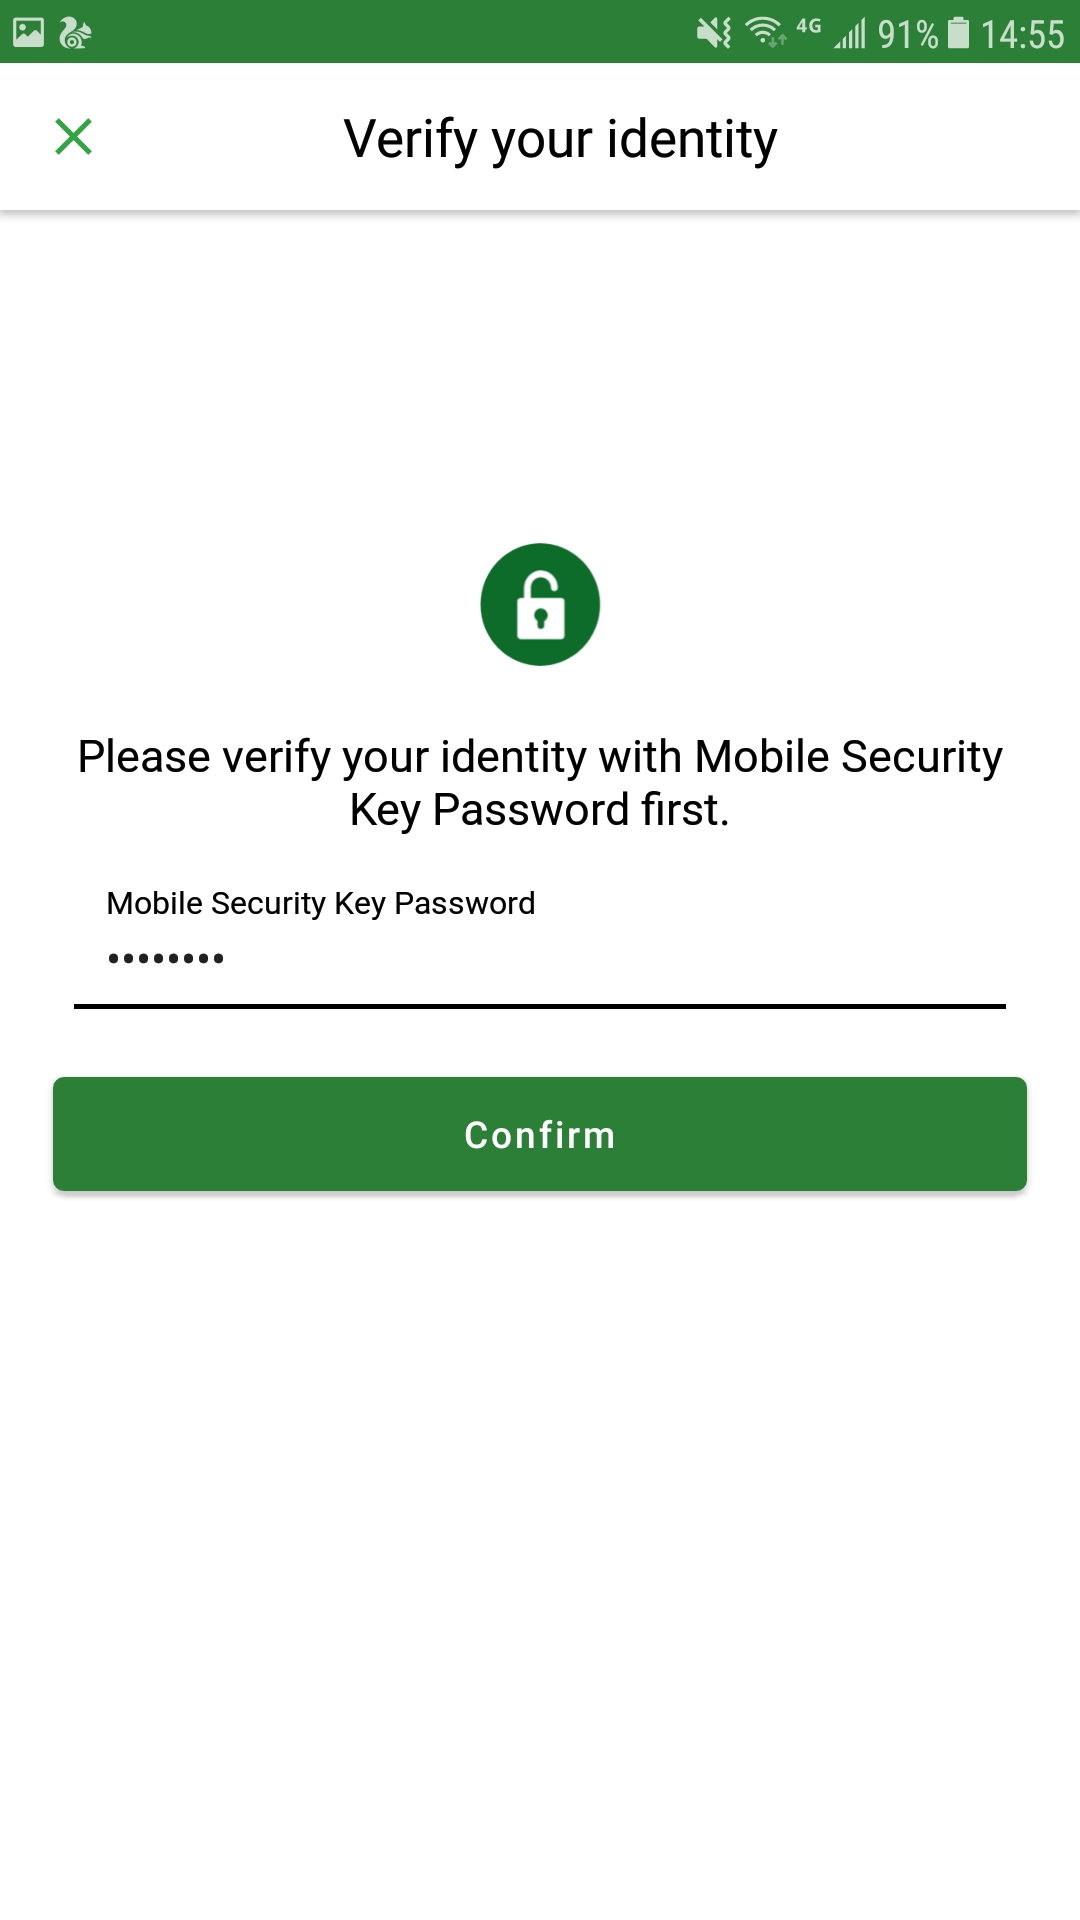 4G 91% 14:55
Verify your identity
Please verify your identity with Mobile Security
Key Password first.
Mobile Security Key Password
••••••••
Confirm